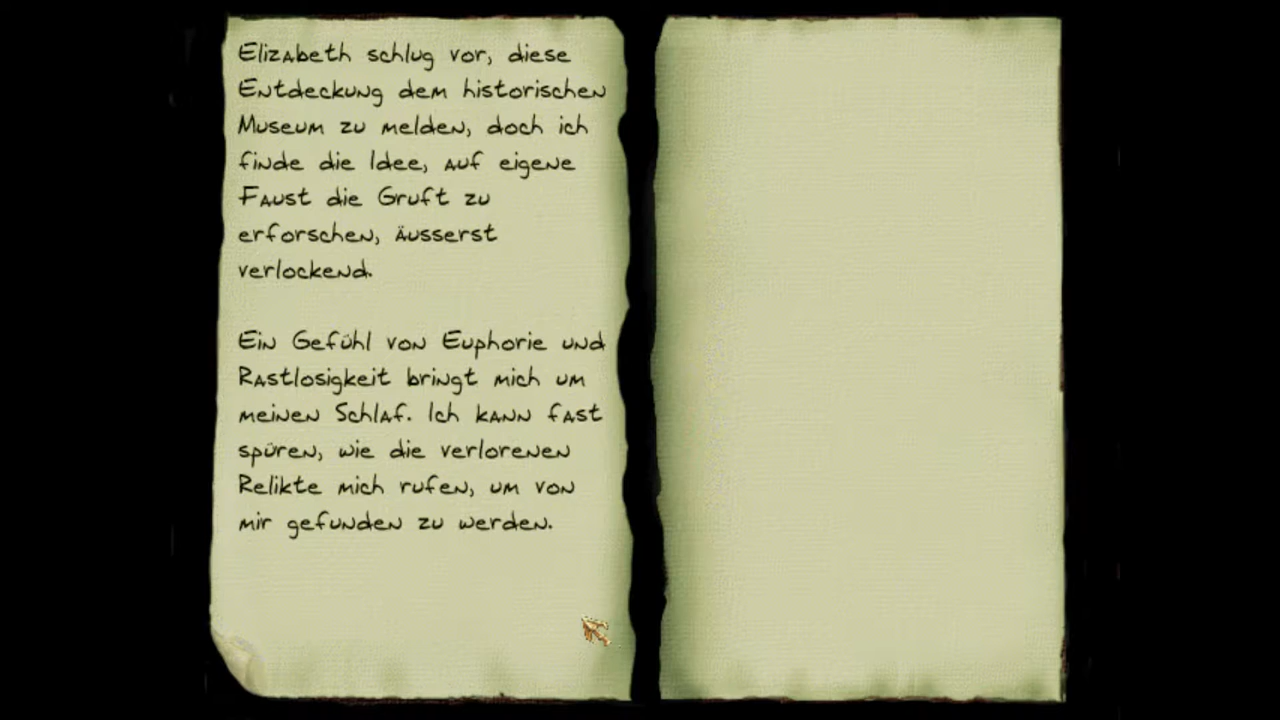 Elizabeth schlug vor, diese
Entdeckung dem historischen
Museum zu melden, doch ich
finde die Idee, auf eigene
Faust die Gruft zu
erforschen, äusserst
verlockend.
Ein Gefühl von Euphorie und
Rastlosigkeit bringt mich um
meinen Schlaf. Ich kann fast
spüren, wie die verlorenen
Relikte mich rufen, um von
mir gefunden zu werden.